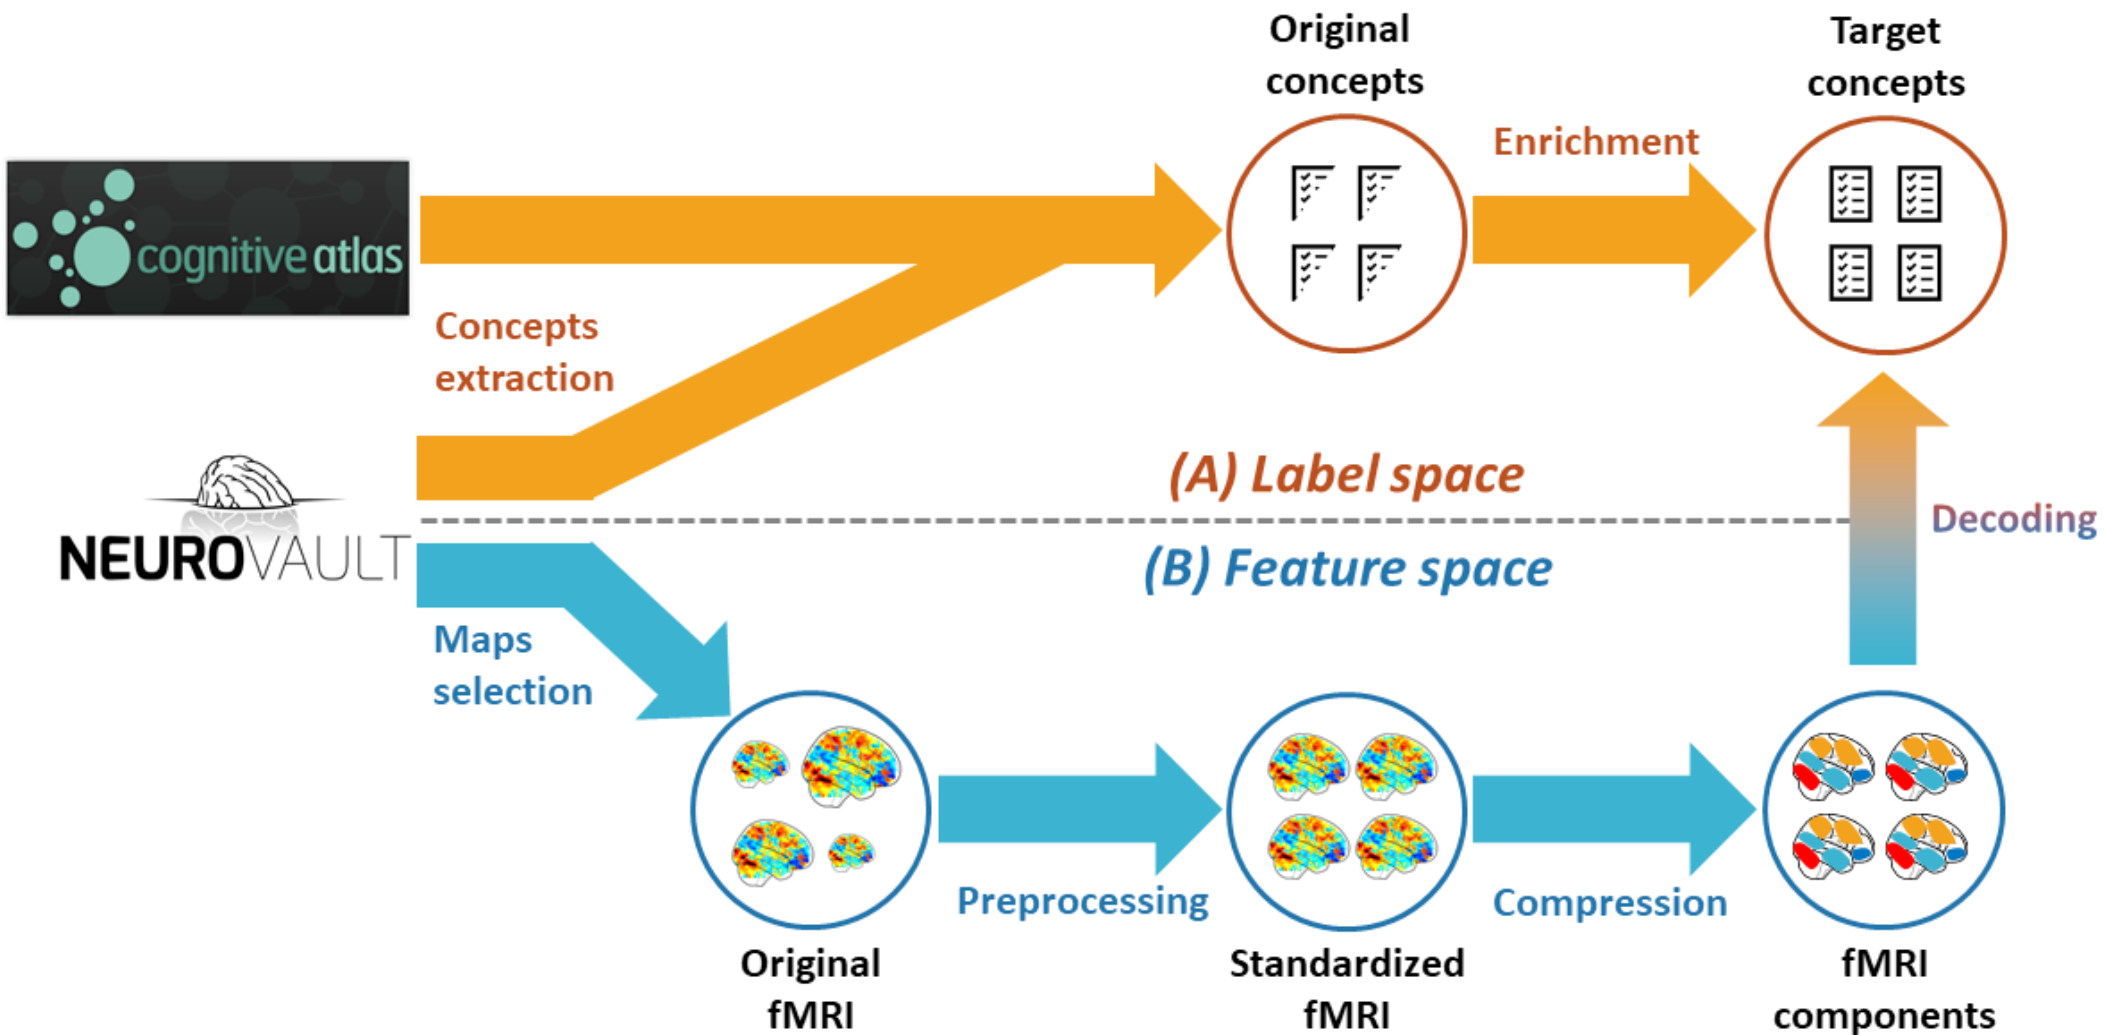 Original
concepts
Target
concepts
Enrichment
cognitive atlas
Concepts
extraction
(A) Label space
NEUROVAULT
Decoding
(B) Feature space
Maps
selection
Preprocessing
Compression
Original
fMRI
Standardized
fMRI
fMRI
components